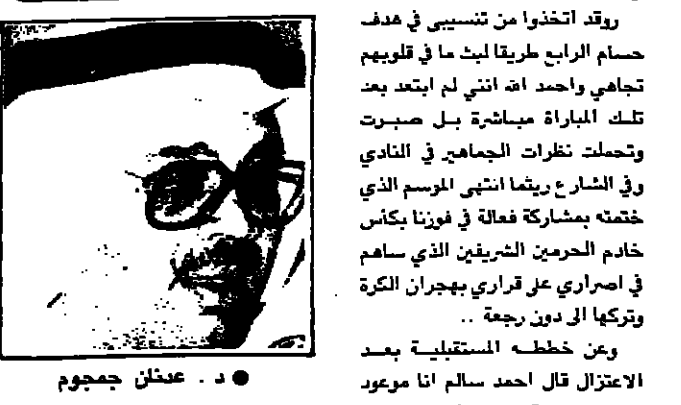 روقد اتخذوا من تنسيبى في هدف
حسام الرابع طريقا لبث ما في قلوبهم
تجاهي واحمد الله انني لم ابتعد بعد
تلك المباراة مباشرة بل صبرت
وتحملت نظرات الجماهير في النادي
وفي الشارع ريثما انتهى الموسم الذي
ختمته بمشاركة فعالة في فوزنا بكأس
خادم الحرمين الشريفين الذي ساهم
في اصراري على قراري بهجران الكرة
وتركها الى دون رجعة ..
وعن خططه المستقبلية بعد
الاعتزال قال احمد سالم انا موعود
د . عدنان جمجوم